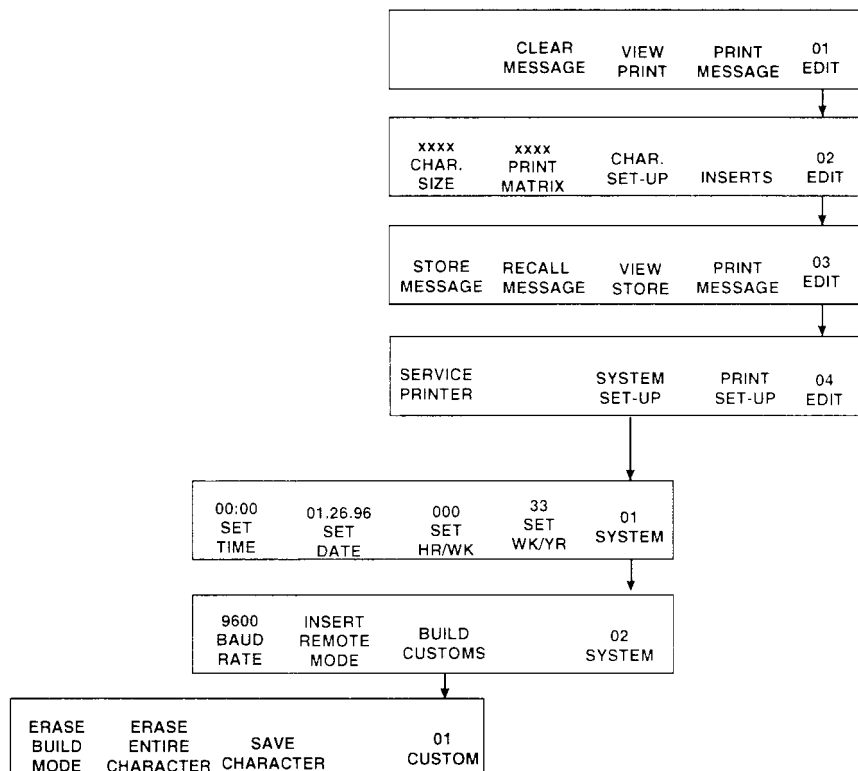 CLEAR MESSAGE
VIEW PRINT
PRINT MESSAGE
01 EDIT
xxxx CHAR. SIZE
xxxx PRINT MATRIX
CHAR. SET-UP
INSERTS
02 EDIT
STORE MESSAGE
RECALL MESSAGE
VIEW STORE
PRINT MESSAGE
03 EDIT
SERVICE PRINTER
SYSTEM SET-UP
PRINT SET-UP
04 EDIT
00:00 SET TIME
01.26.96 SET DATE
000 SET HR/WK
33 SET WK/YR
01 SYSTEM
9600 BAUD RATE
INSERT REMOTE MODE
BUILD CUSTOMS
02 SYSTEM
ERASE BUILD MODE
ERASE ENTIRE CHARACTER
SAVE CHARACTER
01 CUSTOM